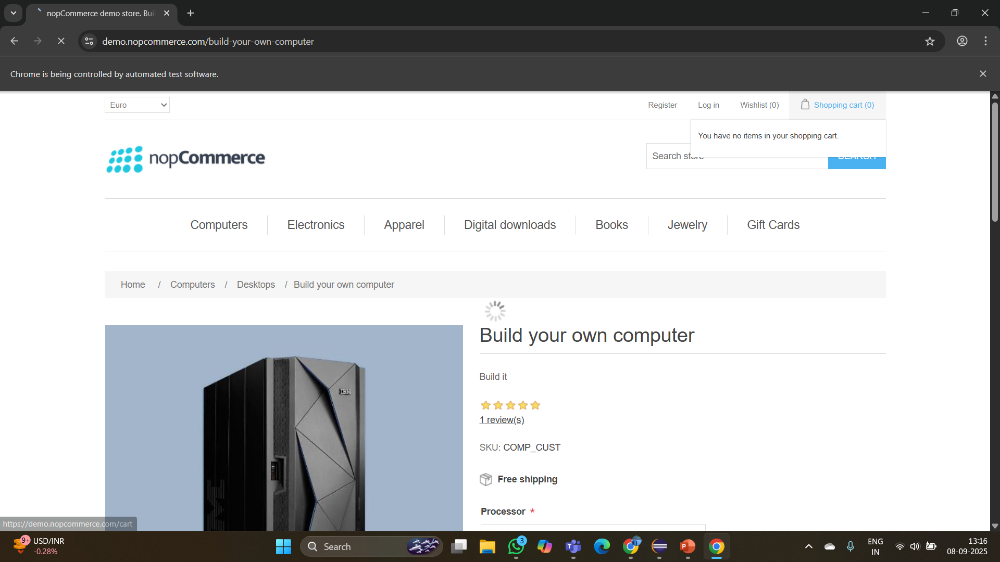 nopCommerce demo store. Bui
demo.nopcommerce.com/build-your-own-computer
Chrome is being controlled by automated test software.
Euro
Register
Log in
Wishlist (0)
Shopping cart (0)
You have no items in your shopping cart.
nopCommerce
Search store
SEARCH
Computers
Electronics
Apparel
Digital downloads
Books
Jewelry
Gift Cards
Home / Computers / Desktops / Build your own computer
Build your own computer
Build it
1 review(s)
SKU: COMP_CUST
Free shipping
Processor *
IBM
https://demo.nopcommerce.com/cart
9+
USD/INR
-0.28%
Search
3
ENG
IN
13:16
08-09-2025